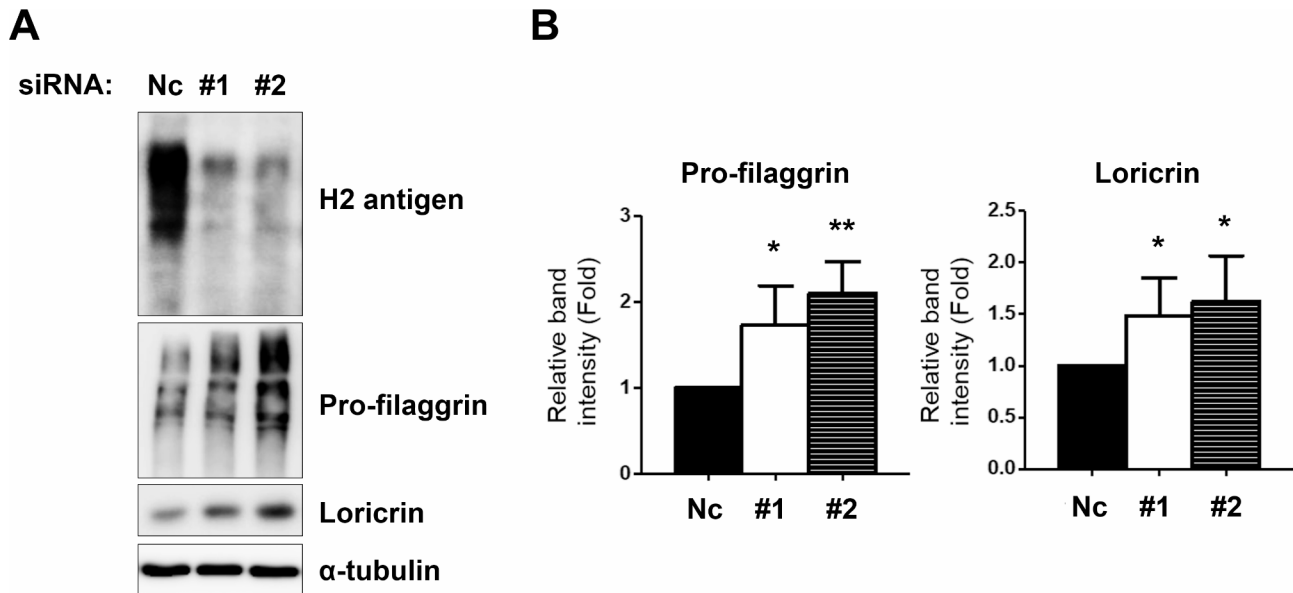 A
siRNA: Nc #1 #2
H2 antigen
Pro-filaggrin
Loricrin
α-tubulin
B
Pro-filaggrin
Relative band
intensity (Fold)
3
2
1
0
*
**
Nc #1 #2
Loricrin
Relative band
intensity (Fold)
2.5
2.0
1.5
1.0
0.5
0.0
*
*
Nc #1 #2